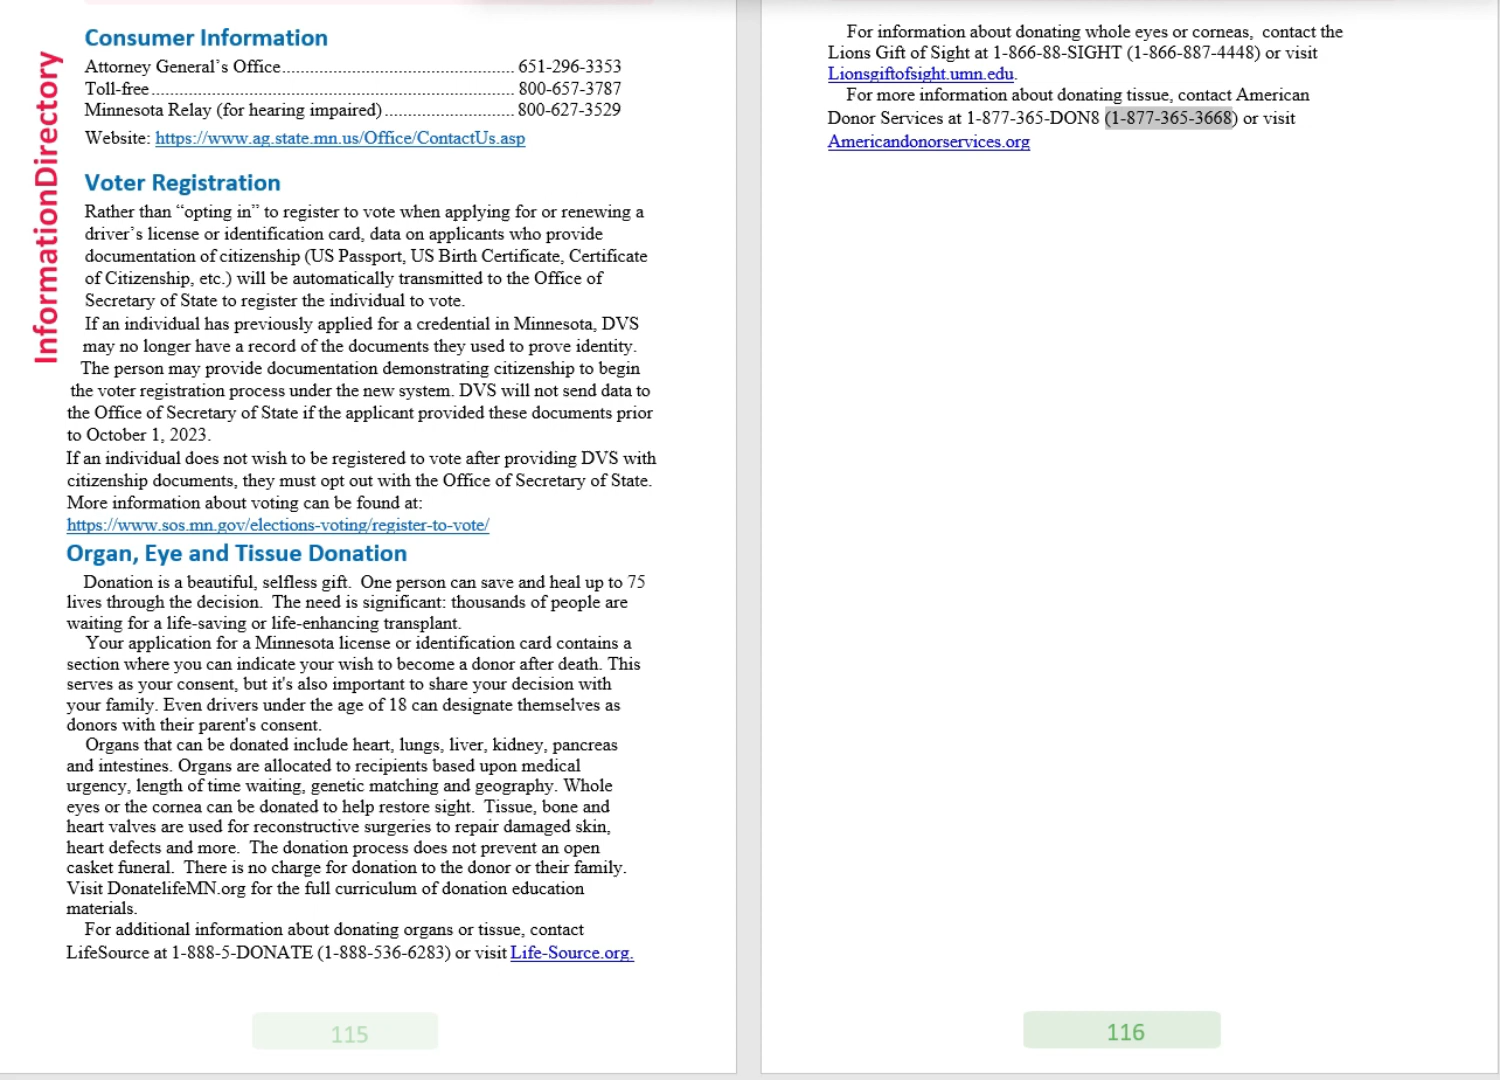 InformationDirectory
Consumer Information
Attorney General's Office................................................ 651-296-3353
Toll-free............................................................................ 800-657-3787
Minnesota Relay (for hearing impaired)........................... 800-627-3529
Website: https://www.ag.state.mn.us/Office/ContactUs.asp
Voter Registration
Rather than “opting in” to register to vote when applying for or renewing a
driver's license or identification card, data on applicants who provide
documentation of citizenship (US Passport, US Birth Certificate, Certificate
of Citizenship, etc.) will be automatically transmitted to the Office of
Secretary of State to register the individual to vote.
If an individual has previously applied for a credential in Minnesota, DVS
may no longer have a record of the documents they used to prove identity.
The person may provide documentation demonstrating citizenship to begin
the voter registration process under the new system. DVS will not send data to
the Office of Secretary of State if the applicant provided these documents prior
to October 1, 2023.
If an individual does not wish to be registered to vote after providing DVS with
citizenship documents, they must opt out with the Office of Secretary of State.
More information about voting can be found at:
https://www.sos.mn.gov/elections-voting/register-to-vote/
Organ, Eye and Tissue Donation
Donation is a beautiful, selfless gift. One person can save and heal up to 75
lives through the decision. The need is significant: thousands of people are
waiting for a life-saving or life-enhancing transplant.
Your application for a Minnesota license or identification card contains a
section where you can indicate your wish to become a donor after death. This
serves as your consent, but it's also important to share your decision with
your family. Even drivers under the age of 18 can designate themselves as
donors with their parent's consent.
Organs that can be donated include heart, lungs, liver, kidney, pancreas
and intestines. Organs are allocated to recipients based upon medical
urgency, length of time waiting, genetic matching and geography. Whole
eyes or the cornea can be donated to help restore sight. Tissue, bone and
heart valves are used for reconstructive surgeries to repair damaged skin,
heart defects and more. The donation process does not prevent an open
casket funeral. There is no charge for donation to the donor or their family.
Visit DonatelifeMN.org for the full curriculum of donation education
materials.
For additional information about donating organs or tissue, contact
LifeSource at 1-888-5-DONATE (1-888-536-6283) or visit Life-Source.org.
115
For information about donating whole eyes or corneas, contact the
Lions Gift of Sight at 1-866-88-SIGHT (1-866-887-4448) or visit
Lionsgiftofsight.umn.edu.
For more information about donating tissue, contact American
Donor Services at 1-877-365-DON8 (1-877-365-3668) or visit
Americandonorservices.org
116